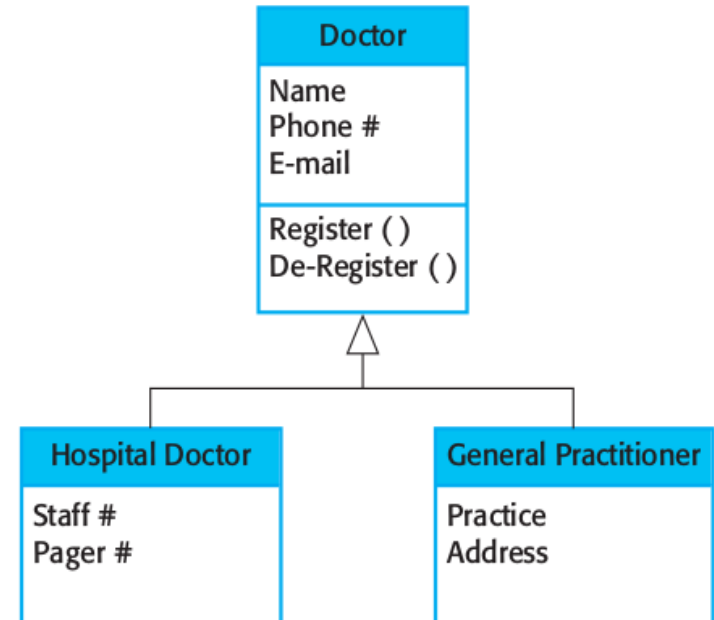 Doctor
Name
Phone #
E-mail
Register ( )
De-Register ( )
Hospital Doctor
Staff #
Pager #
General Practitioner
Practice
Address